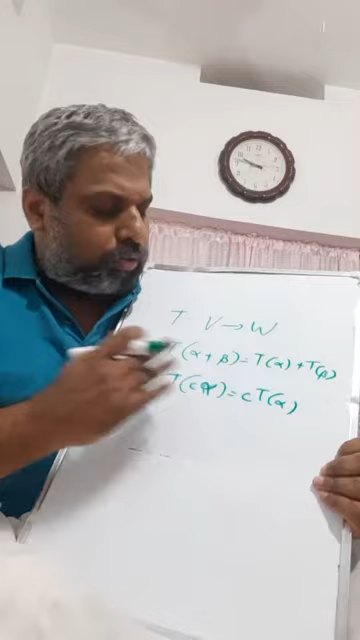 T V → W
T(α + β) = T(α) + T(β)
T(cα) = cT(α)